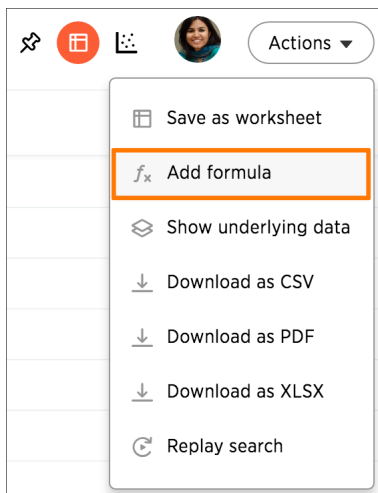 Actions
Save as worksheet
fx Add formula
Show underlying data
Download as CSV
Download as PDF
Download as XLSX
Replay search